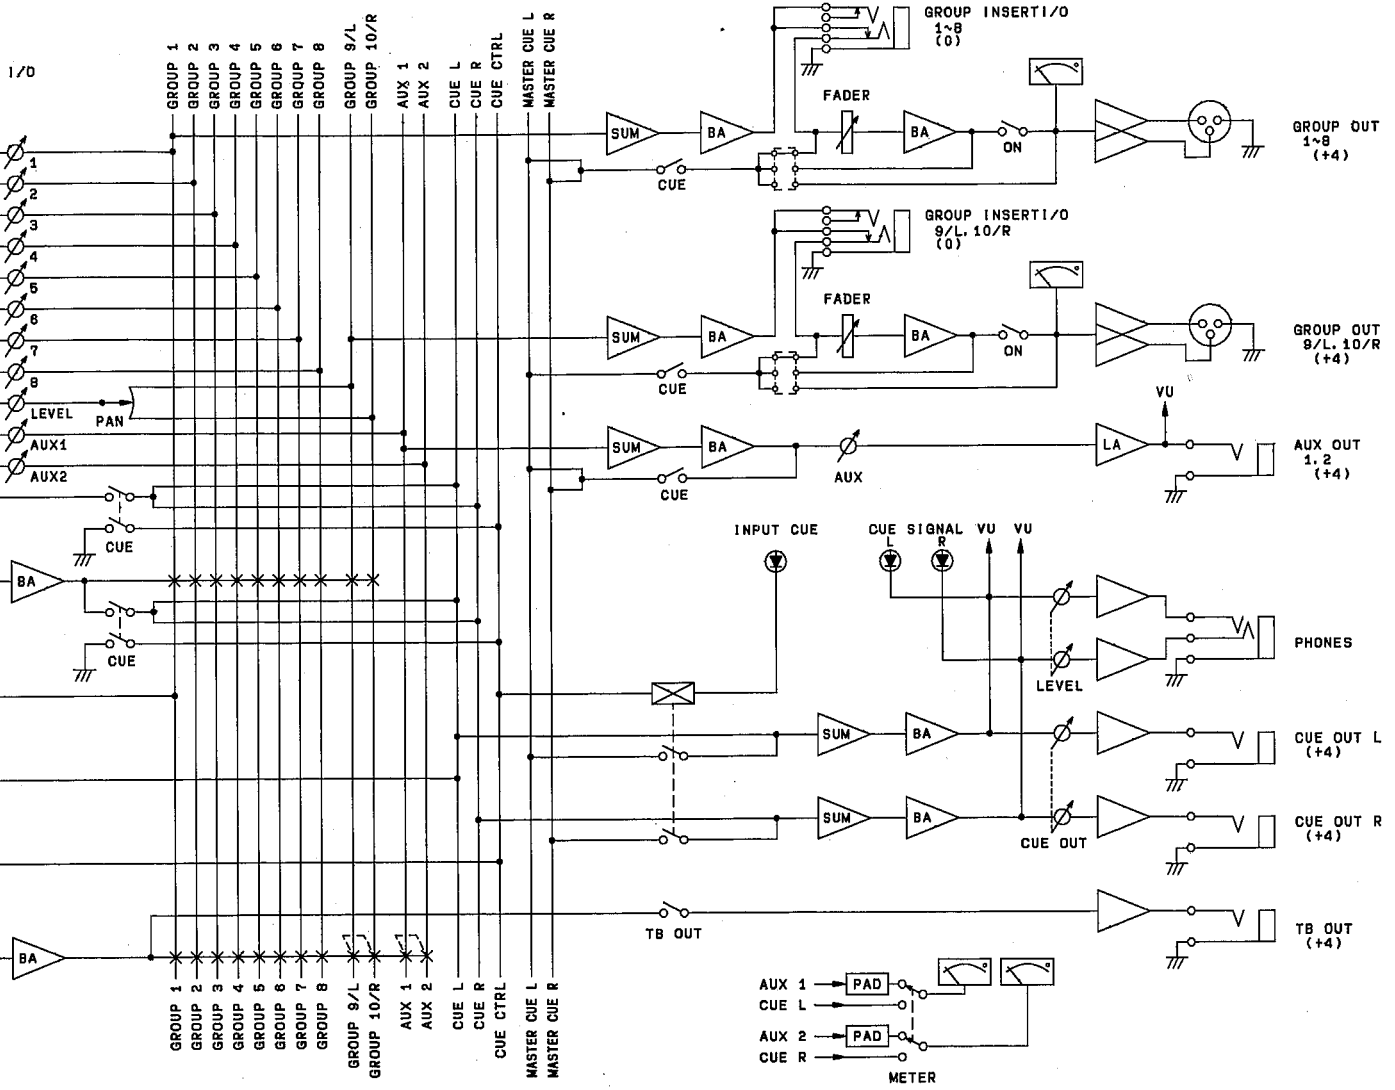 I/O
GROUP 1
GROUP 2
GROUP 3
GROUP 4
GROUP 5
GROUP 6
GROUP 7
GROUP 8
GROUP 9/L
GROUP 10/R
AUX 1
AUX 2
CUE L
CUE R
CUE CTRL
MASTER CUE L
MASTER CUE R
GROUP INSERT I/O
1~8
(0)
FADER
SUM
BA
BA
ON
CUE
GROUP OUT
1~8
(+4)
1
2
3
4
5
6
7
8
LEVEL
PAN
AUX1
AUX2
GROUP INSERT I/O
9/L. 10/R
(0)
FADER
SUM
BA
BA
ON
CUE
GROUP OUT
9/L. 10/R
(+4)
SUM
BA
CUE
AUX
LA
VU
AUX OUT
1. 2
(+4)
CUE
BA
CUE
INPUT CUE
CUE SIGNAL
L
R
VU
VU
LEVEL
PHONES
SUM
BA
CUE OUT L
(+4)
SUM
BA
CUE OUT
CUE OUT R
(+4)
BA
TB OUT
TB OUT
(+4)
GROUP 1
GROUP 2
GROUP 3
GROUP 4
GROUP 5
GROUP 6
GROUP 7
GROUP 8
GROUP 9/L
GROUP 10/R
AUX 1
AUX 2
CUE L
CUE R
CUE CTRL
MASTER CUE L
MASTER CUE R
AUX 1
PAD
CUE L
AUX 2
PAD
CUE R
METER